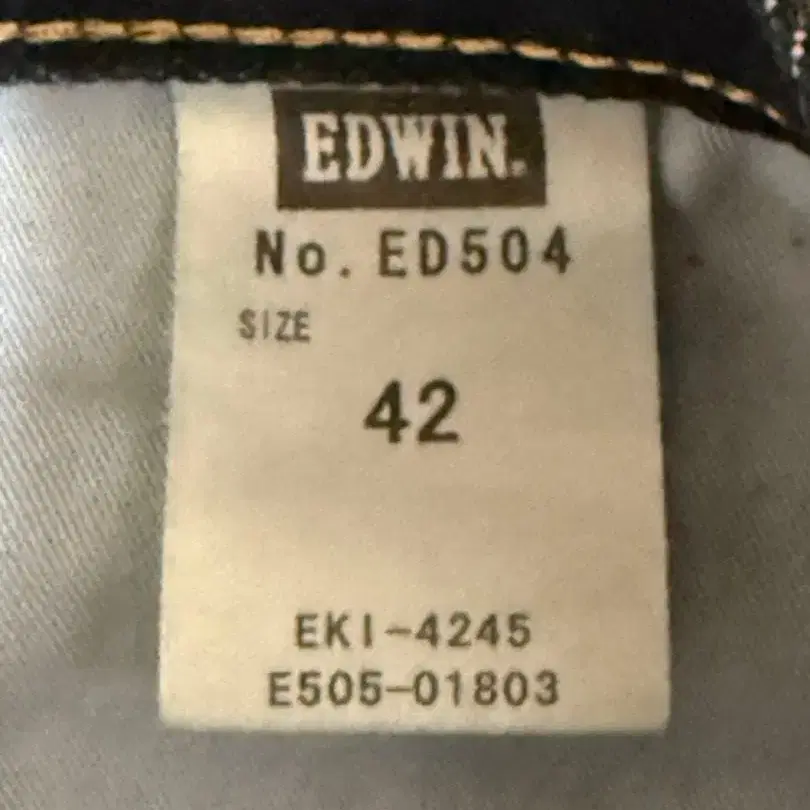 EDWIN.
No. ED504
SIZE
42
EKI-4245
E505-01803